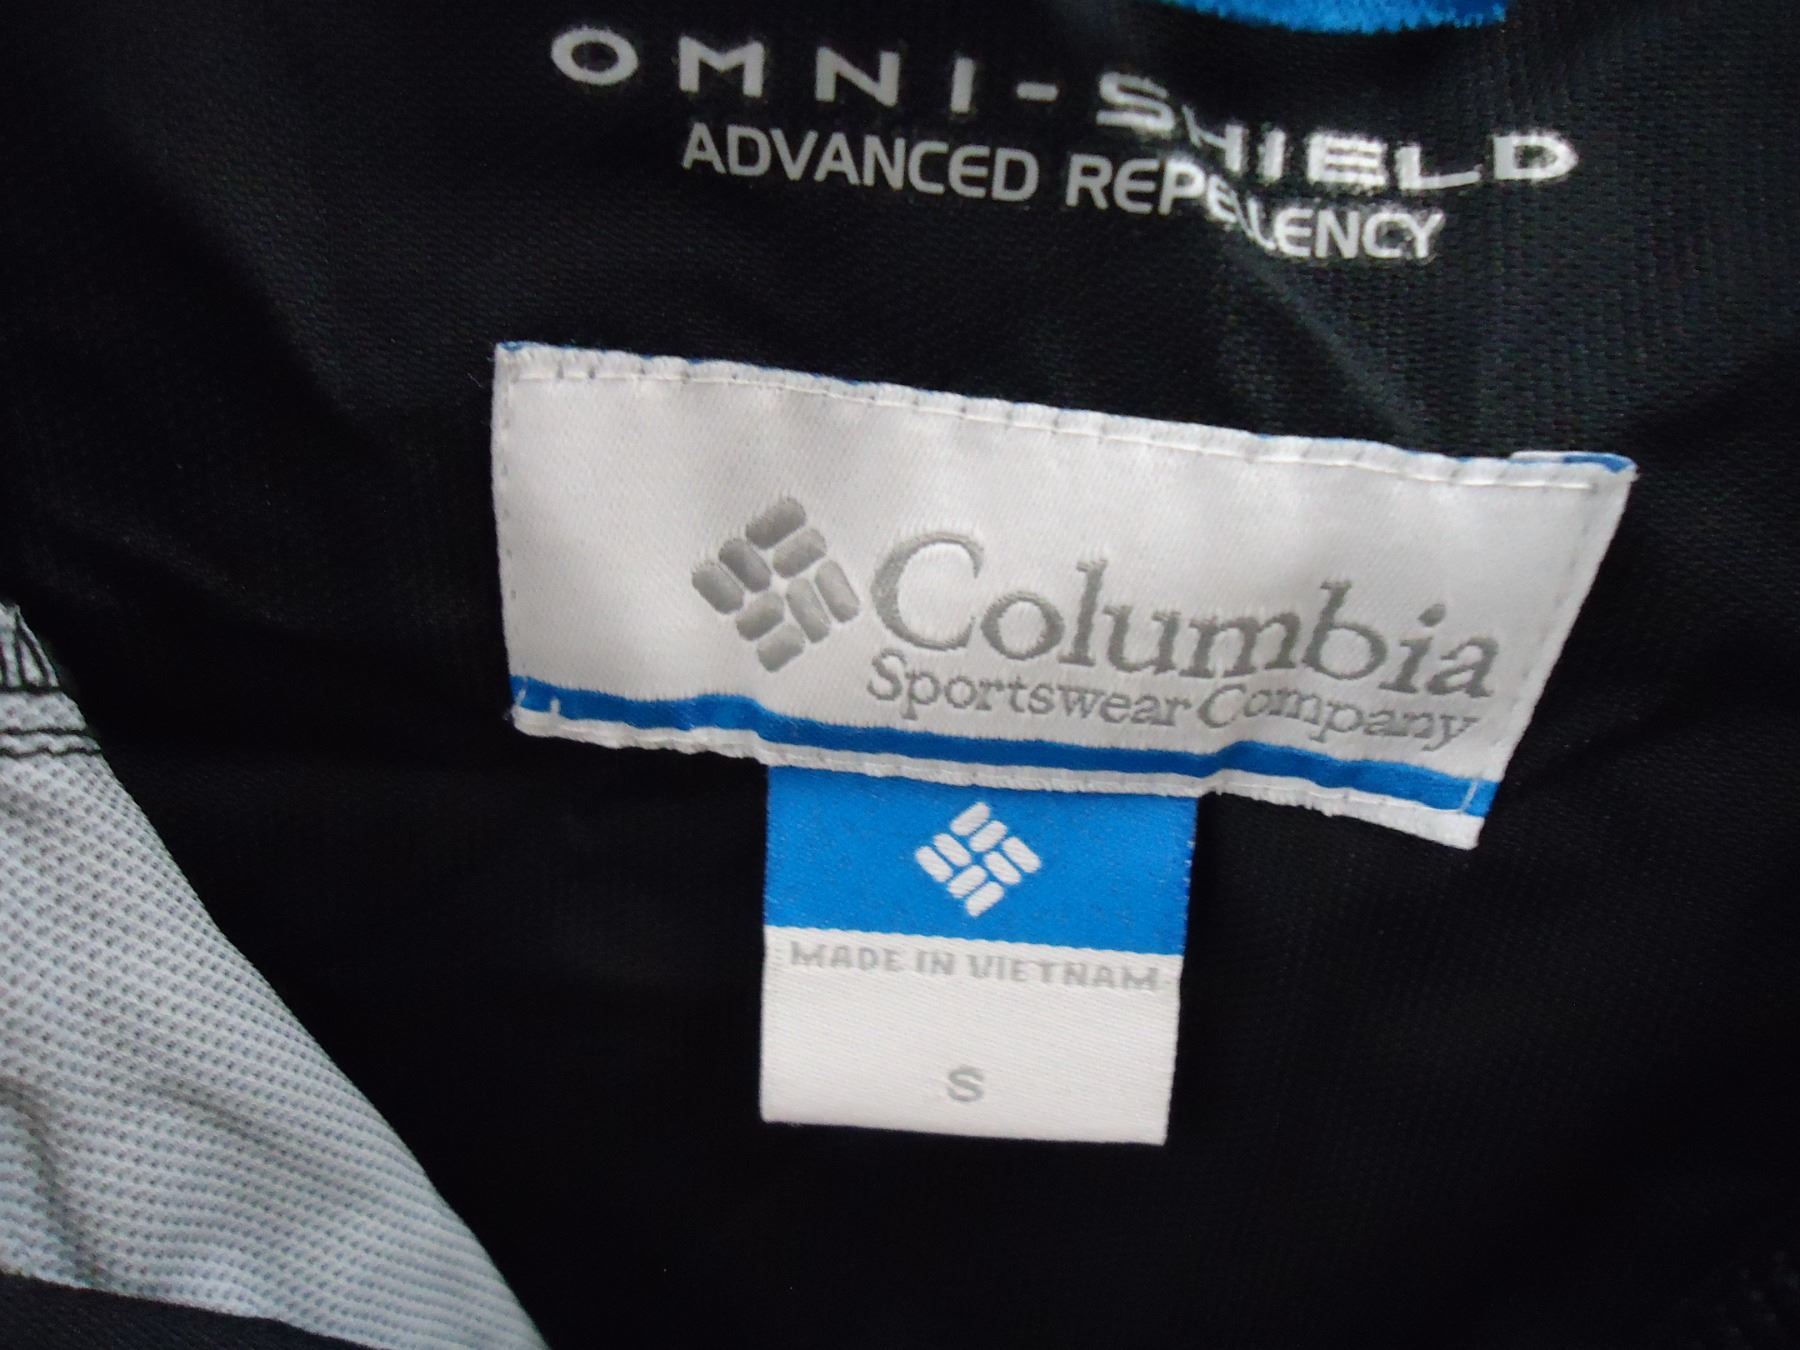 OMNI-SHIELD
ADVANCED REPELLENCY
Columbia
Sportswear Company
MADE IN VIETNAM
S